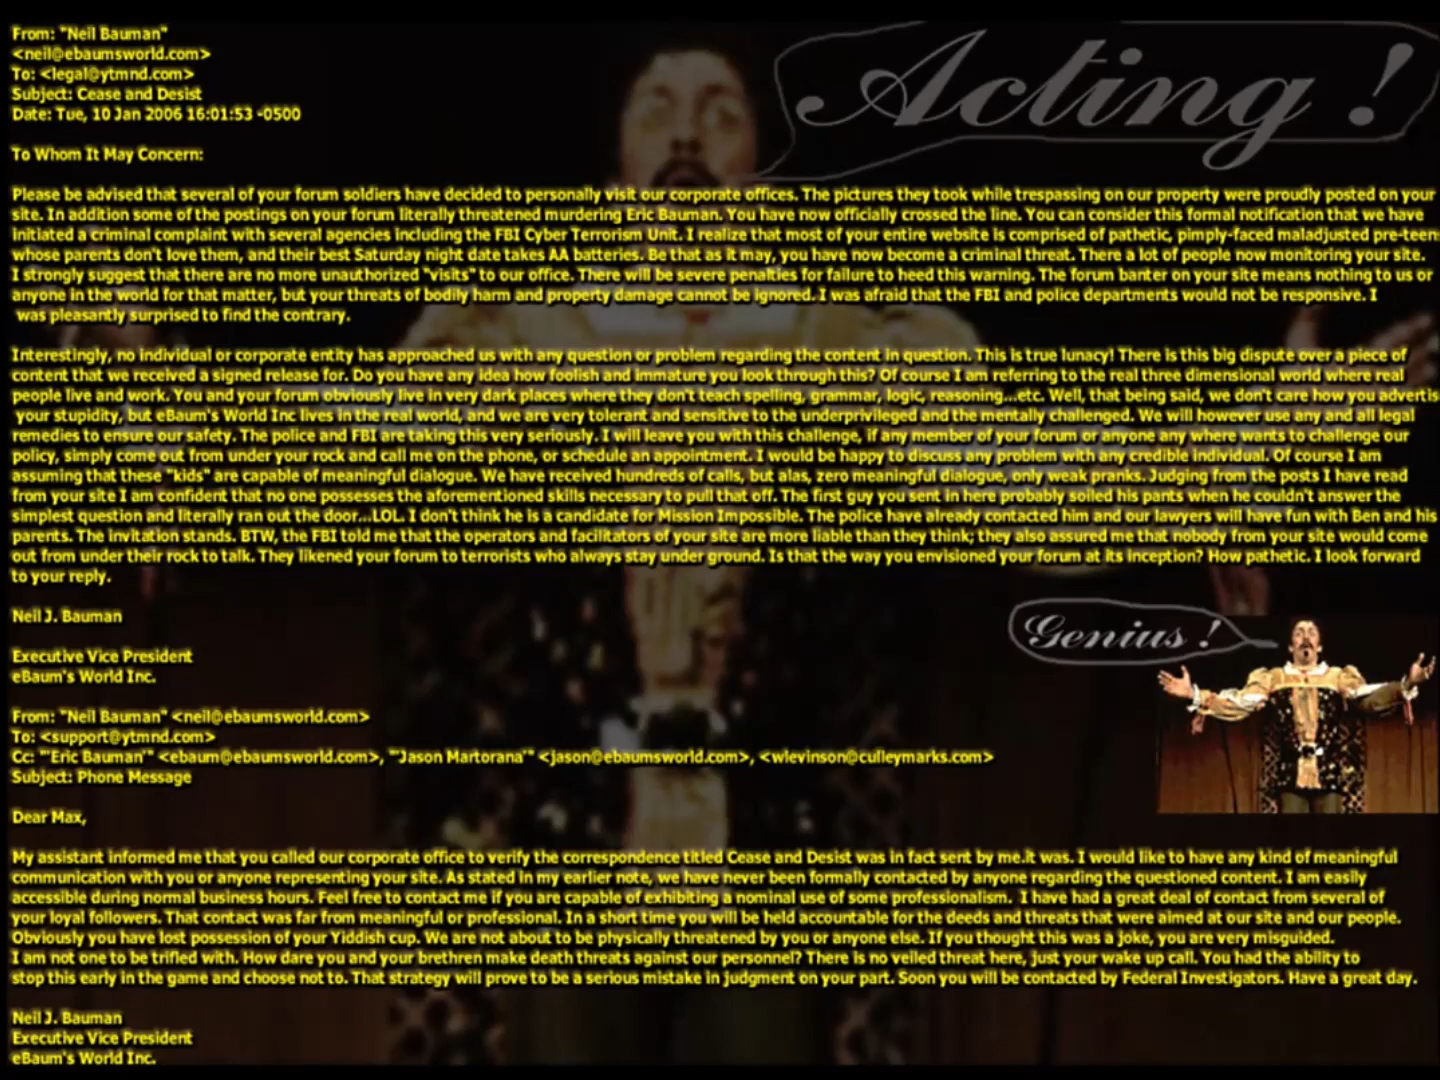 From: "Neil Bauman"
<neil@ebaumsworld.com>
To: <legal@ytmnd.com>
Subject: Cease and Desist
Date: Tue, 10 Jan 2006 16:01:53 -0500
Acting !
To Whom It May Concern:
Please be advised that several of your forum soldiers have decided to personally visit our corporate offices. The pictures they took while trespassing on our property were proudly posted on your
site. In addition some of the postings on your forum literally threatened murdering Eric Bauman. You have now officially crossed the line. You can consider this formal notification that we have
initiated a criminal complaint with several agencies including the FBI Cyber Terrorism Unit. I realize that most of your entire website is comprised of pathetic, pimply-faced maladjusted pre-teen
whose parents don't love them, and their best Saturday night date takes AA batteries. Be that as it may, you have now become a criminal threat. There a lot of people now monitoring your site.
I strongly suggest that there are no more unauthorized "visits" to our office. There will be severe penalties for failure to heed this warning. The forum banter on your site means nothing to us or
anyone in the world for that matter, but your threats of bodily harm and property damage cannot be ignored. I was afraid that the FBI and police departments would not be responsive. I
was pleasantly surprised to find the contrary.
Interestingly, no individual or corporate entity has approached us with any question or problem regarding the content in question. This is true lunacy! There is this big dispute over a piece of
content that we received a signed release for. Do you have any idea how foolish and immature you look through this? Of course I am referring to the real three dimensional world where real
people live and work. You and your forum obviously live in very dark places where they don't teach spelling, grammar, logic, reasoning...etc. Well, that being said, we don't care how you advertis
your stupidity, but eBaum's World Inc lives in the real world, and we are very tolerant and sensitive to the underprivileged and the mentally challenged. We will however use any and all legal
remedies to ensure our safety. The police and FBI are taking this very seriously. I will leave you with this challenge, if any member of your forum or anyone any where wants to challenge our
policy, simply come out from under your rock and call me on the phone, or schedule an appointment. I would be happy to discuss any problem with any credible individual. Of course I am
assuming that these "kids" are capable of meaningful dialogue. We have received hundreds of calls, but alas, zero meaningful dialogue, only weak pranks. Judging from the posts I have read
from your site I am confident that no one possesses the aforementioned skills necessary to pull that off. The first guy you sent in here probably soiled his pants when he couldn't answer the
simplest question and literally ran out the door...LOL. I don't think he is a candidate for Mission Impossible. The police have already contacted him and our lawyers will have fun with Ben and his
parents. The invitation stands. BTW, the FBI told me that the operators and facilitators of your site are more liable than they think; they also assured me that nobody from your site would come
out from under their rock to talk. They likened your forum to terrorists who always stay under ground. Is that the way you envisioned your forum at its inception? How pathetic. I look forward
to your reply.
Neil J. Bauman
Genius !
Executive Vice President
eBaum's World Inc.
From: "Neil Bauman" <neil@ebaumsworld.com>
To: <support@ytmnd.com>
Cc: "'Eric Bauman'" <ebaum@ebaumsworld.com>, "'Jason Martorana'" <jason@ebaumsworld.com>, <wlevinson@culleymarks.com>
Subject: Phone Message
Dear Max,
My assistant informed me that you called our corporate office to verify the correspondence titled Cease and Desist was in fact sent by me.it was. I would like to have any kind of meaningful
communication with you or anyone representing your site. As stated in my earlier note, we have never been formally contacted by anyone regarding the questioned content. I am easily
accessible during normal business hours. Feel free to contact me if you are capable of exhibiting a nominal use of some professionalism.  I have had a great deal of contact from several of
your loyal followers. That contact was far from meaningful or professional. In a short time you will be held accountable for the deeds and threats that were aimed at our site and our people.
Obviously you have lost possession of your Yiddish cup. We are not about to be physically threatened by you or anyone else. If you thought this was a joke, you are very misguided.
I am not one to be trifled with. How dare you and your brethren make death threats against our personnel? There is no veiled threat here, just your wake up call. You had the ability to
stop this early in the game and choose not to. That strategy will prove to be a serious mistake in judgment on your part. Soon you will be contacted by Federal Investigators. Have a great day.
Neil J. Bauman
Executive Vice President
eBaum's World Inc.